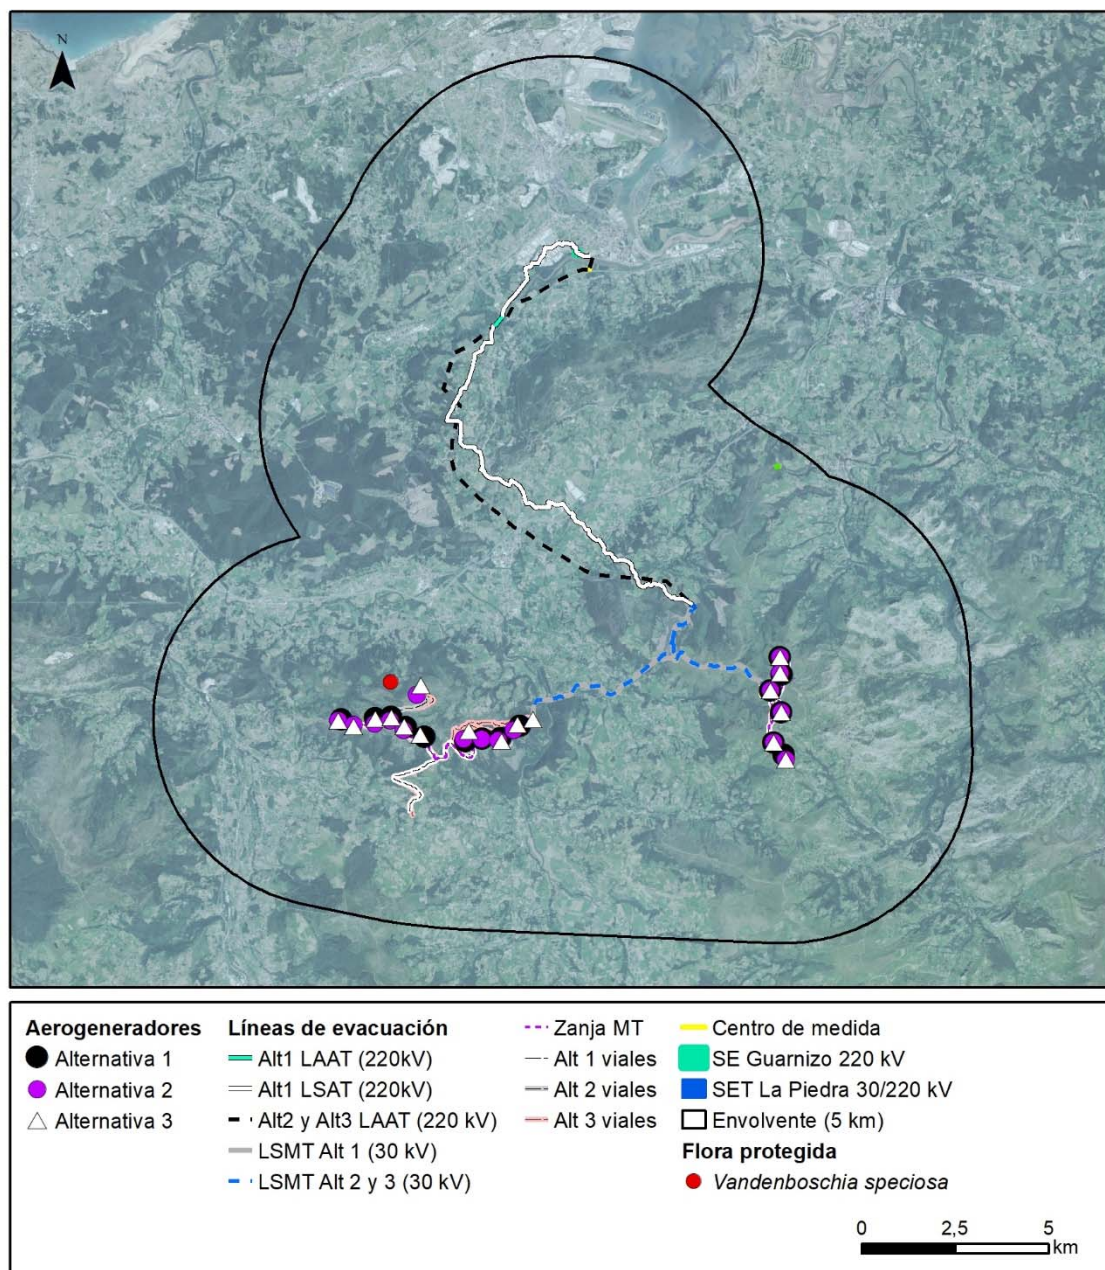 N
Aerogeneradores
Alternativa 1
Alternativa 2
Alternativa 3
Líneas de evacuación
Alt1 LAAT (220kV)
Alt1 LSAT (220kV)
Alt2 y Alt3 LAAT (220 kV)
LSMT Alt 1 (30 kV)
LSMT Alt 2 y 3 (30 kV)
Zanja MT
Alt 1 viales
Alt 2 viales
Alt 3 viales
Centro de medida
SE Guarnizo 220 kV
SET La Piedra 30/220 kV
Envolvente (5 km)
Flora protegida
Vandenboschia speciosa
0 2,5 5
km